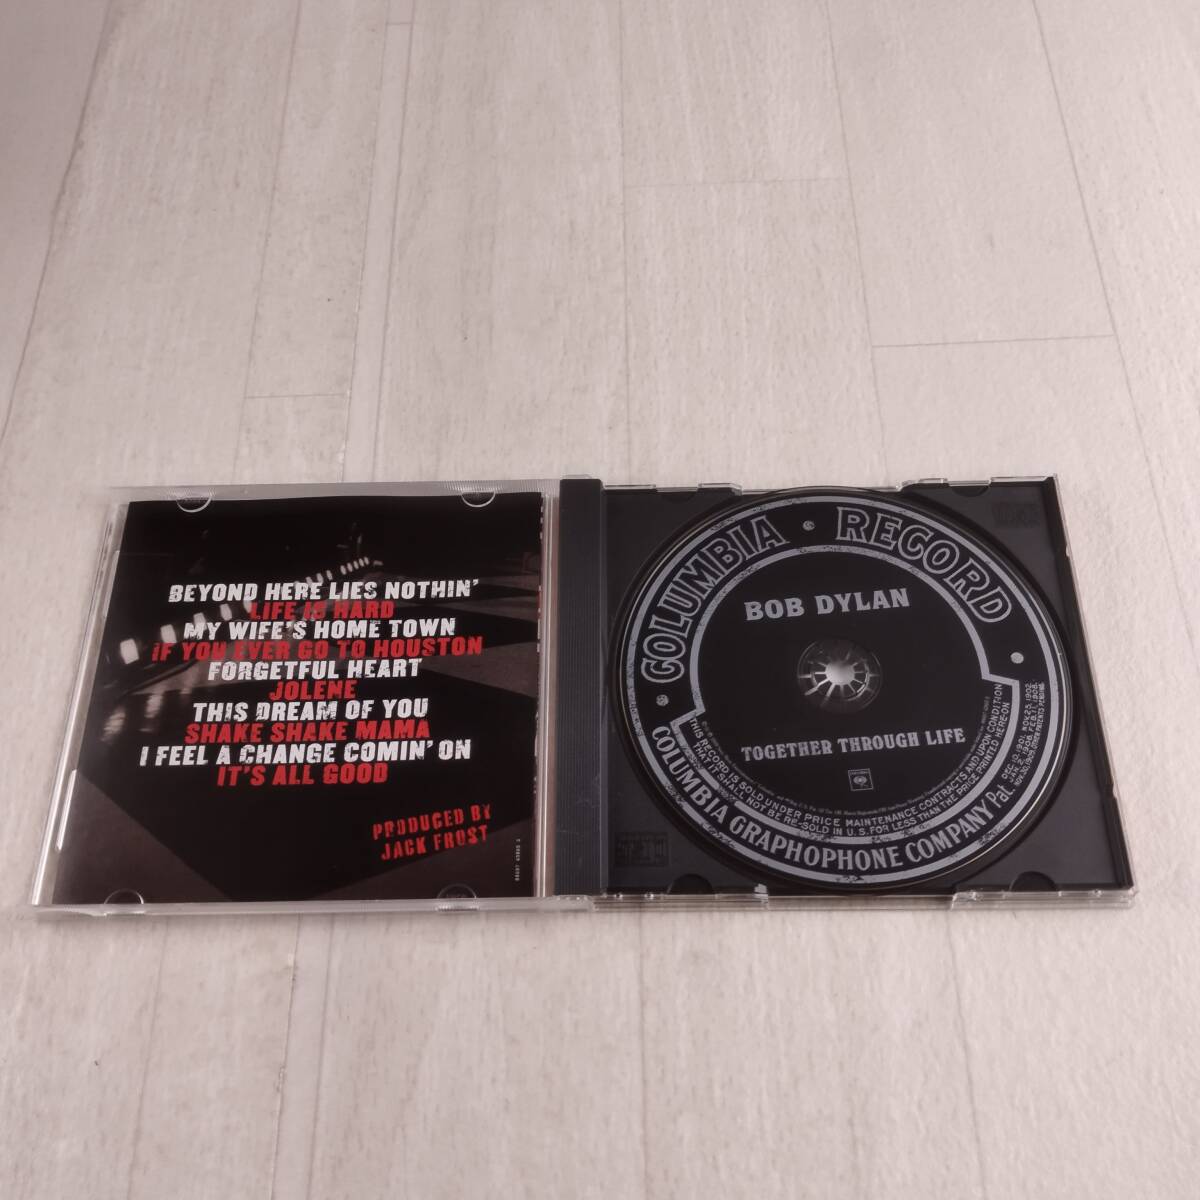 BEYOND HERE LIES NOTHIN'
LIFE IS HARD
MY WIFE'S HOME TOWN
IF YOU EVER GO TO HOUSTON
FORGETFUL HEART
JOLENE
THIS DREAM OF YOU
SHAKE SHAKE MAMA
I FEEL A CHANGE COMIN' ON
IT'S ALL GOOD
PRODUCED BY
JACK FROST
COLUMBIA · RECORD
BOB DYLAN
TOGETHER THROUGH LIFE
THIS RECORD IS SOLD UNDER PRICE MAINTENANCE CONTRACTS AND UPON CONDITION
THAT IT SHALL NOT BE RE-SOLD IN U.S. FOR LESS THAN THE PRICE PRINTED HERE-ON
COLUMBIA GRAPHOPHONE COMPANY Pat.